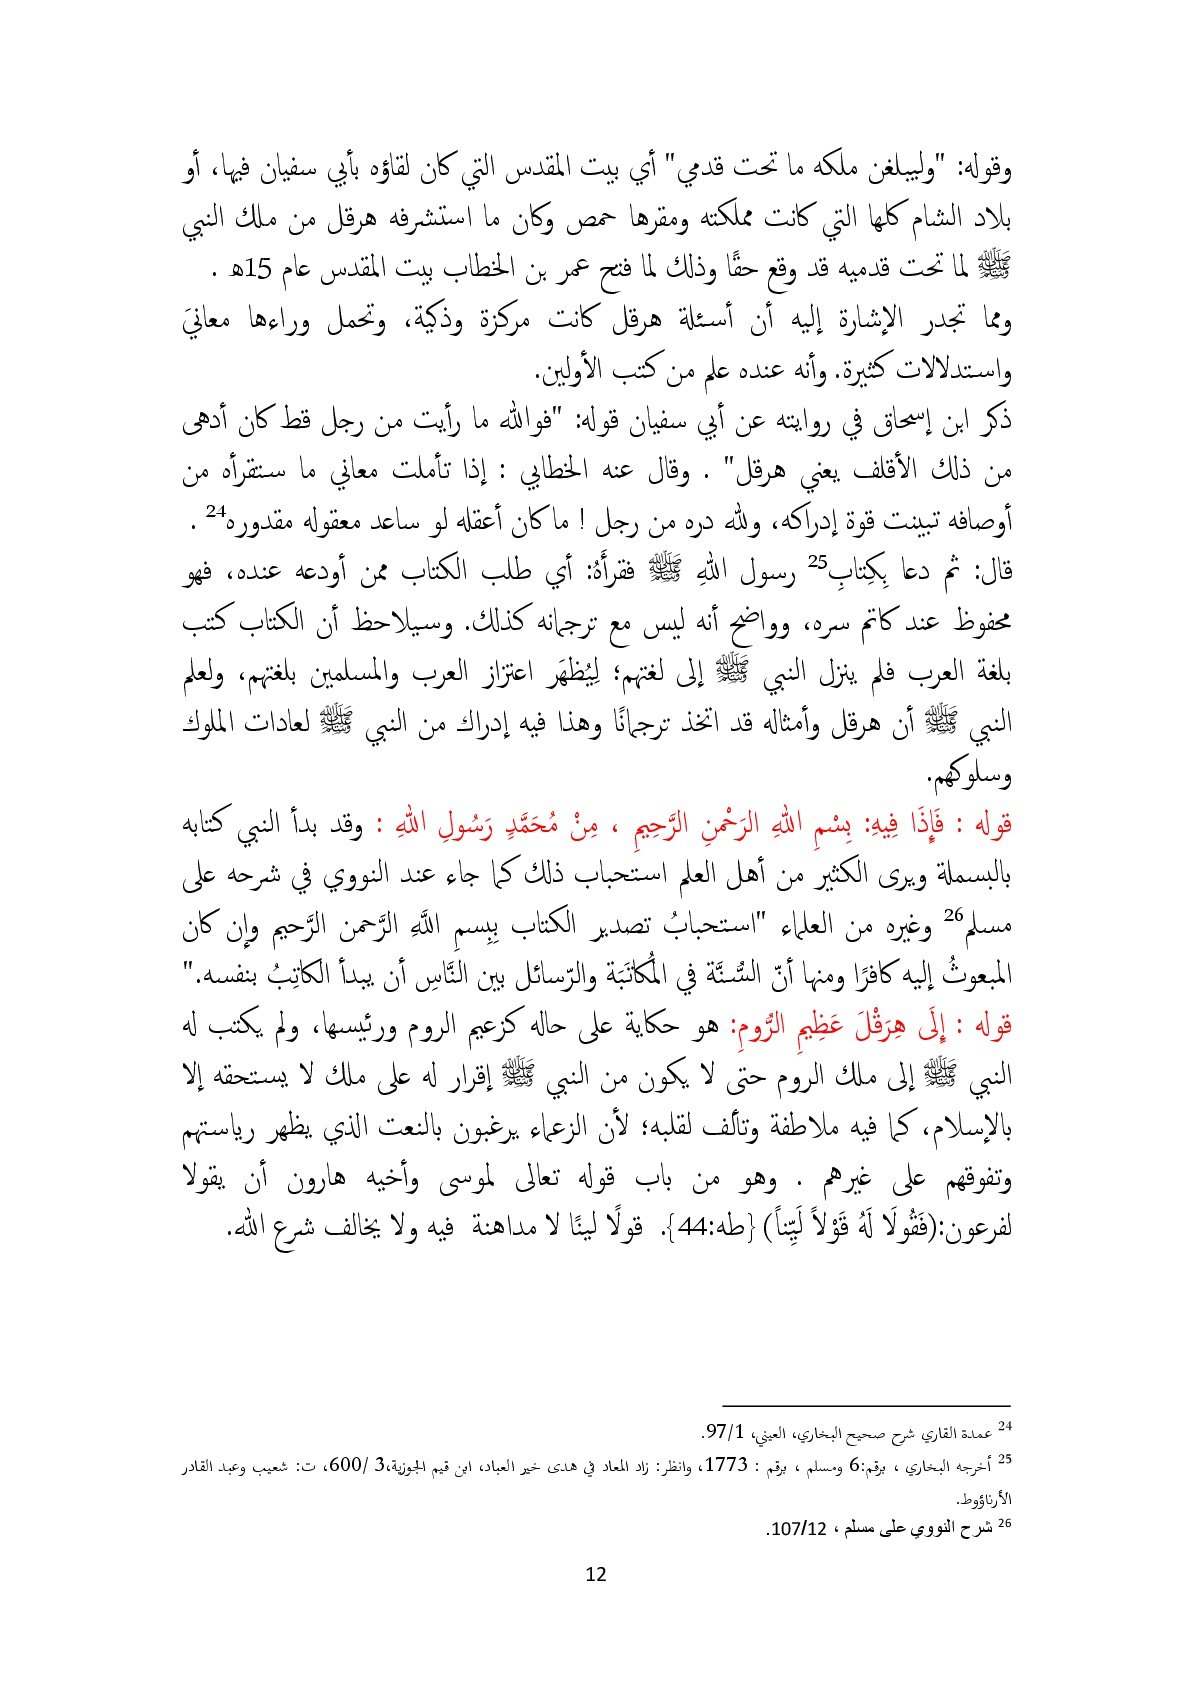 وقوله: "وليبلغن ملكه ما تحت قدمي" أي بيت المقدس التي كان لقاؤه بأبي سفيان فيها، أو
بلاد الشام كلها التي كانت مملكته ومقرها حمص وكان ما استشرفه هرقل من ملك النبي
ﷺ لما تحت قدميه قد وقع حقًا وذلك لما فتح عمر بن الخطاب بيت المقدس عام 15هـ .
ومما تجدر الإشارة إليه أن أسئلة هرقل كانت مركزة وذكية، وتحمل وراءها معانيَ
واستدلالات كثيرة. وأنه عنده علم من كتب الأولين.
ذكر ابن إسحاق في روايته عن أبي سفيان قوله: "فوالله ما رأيت من رجل قط كان أدهى
من ذلك الأقلف يعني هرقل" . وقال عنه الخطابي : إذا تأملت معاني ما ستقرأه من
أوصافه تبينت قوة إدراكه، ولله دره من رجل ! ما كان أعقله لو ساعد معقوله مقدوره24 .
قال: ثم دعا بِكِتابِ25 رسول اللهِ ﷺ فقرأَهُ: أي طلب الكتاب ممن أودعه عنده، فهو
محفوظ عند كاتم سره، وواضح أنه ليس مع ترجمانه كذلك. وسيلاحظ أن الكتاب كتب
بلغة العرب فلم ينزل النبي ﷺ إلى لغتهم؛ لِيُظهَر اعتزاز العرب والمسلمين بلغتهم، ولعلم
النبي ﷺ أن هرقل وأمثاله قد اتخذ ترجمانًا وهذا فيه إدراك من النبي ﷺ لعادات الملوك
وسلوكهم.
قوله : فَإِذَا فِيهِ: بِسْمِ اللهِ الرَحْمنِ الرَّحِيمِ ، مِنْ مُحَمَّدٍ رَسُولِ اللهِ : وقد بدأ النبي كتابه
بالبسملة ويرى الكثير من أهل العلم استحباب ذلك كما جاء عند النووي في شرحه على
مسلم26 وغيره من العلماء "استحبابُ تصدير الكتاب بِبِسمِ اللَّهِ الرَّحمن الرَّحيم وإن كان
المبعوثُ إليه كافرًا ومنها أنّ السُّنَّة في المُكاتَبَة والرّسائل بين النَّاسِ أن يبدأ الكاتِبُ بنفسه."
قوله : إِلَى هِرَقْلَ عَظِيمِ الرُّومِ: هو حكاية على حاله كزعيم الروم ورئيسها، ولم يكتب له
النبي ﷺ إلى ملك الروم حتى لا يكون من النبي ﷺ إقرار له على ملك لا يستحقه إلا
بالإسلام، كما فيه ملاطفة وتألف لقلبه؛ لأن الزعماء يرغبون بالنعت الذي يظهر رياستهم
وتفوقهم على غيرهم . وهو من باب قوله تعالى لموسى وأخيه هارون أن يقولا
لفرعون:(فَقُولَا لَهُ قَوْلاً لَيِّناً) {طه:44}. قولًا لينًا لا مداهنة فيه ولا يخالف شرع الله.
24 عمدة القاري شرح صحيح البخاري، العيني، 97/1.
25 أخرجه البخاري ، برقم:6 ومسلم ، برقم : 1773، وانظر: زاد المعاد في هدى خير العباد، ابن قيم الجوزية،3 /600، ت: شعيب وعبد القادر
الأرناؤوط.
26 شرح النووي على مسلم ، 107/12.
12